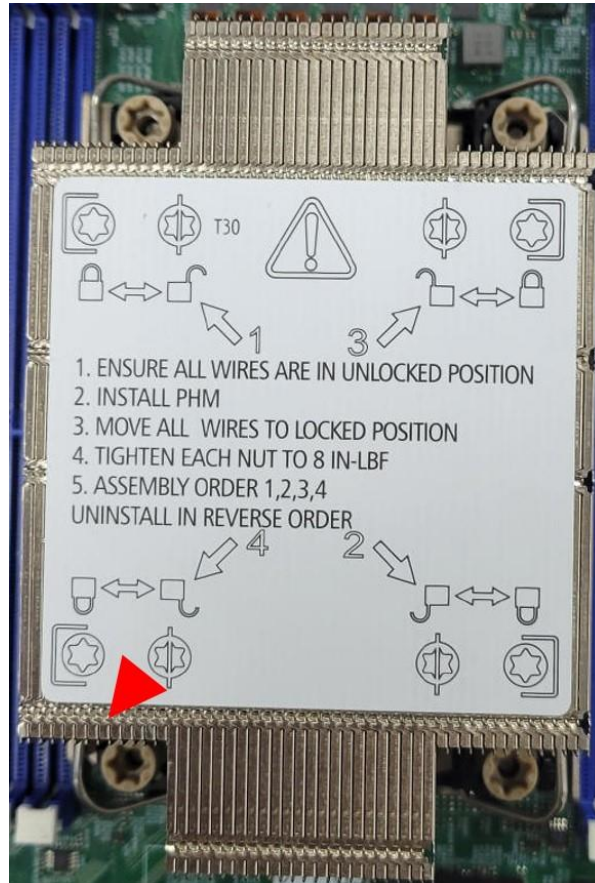 T30
1
3
1. ENSURE ALL WIRES ARE IN UNLOCKED POSITION
2. INSTALL PHM
3. MOVE ALL WIRES TO LOCKED POSITION
4. TIGHTEN EACH NUT TO 8 IN-LBF
5. ASSEMBLY ORDER 1,2,3,4
UNINSTALL IN REVERSE ORDER
4
2